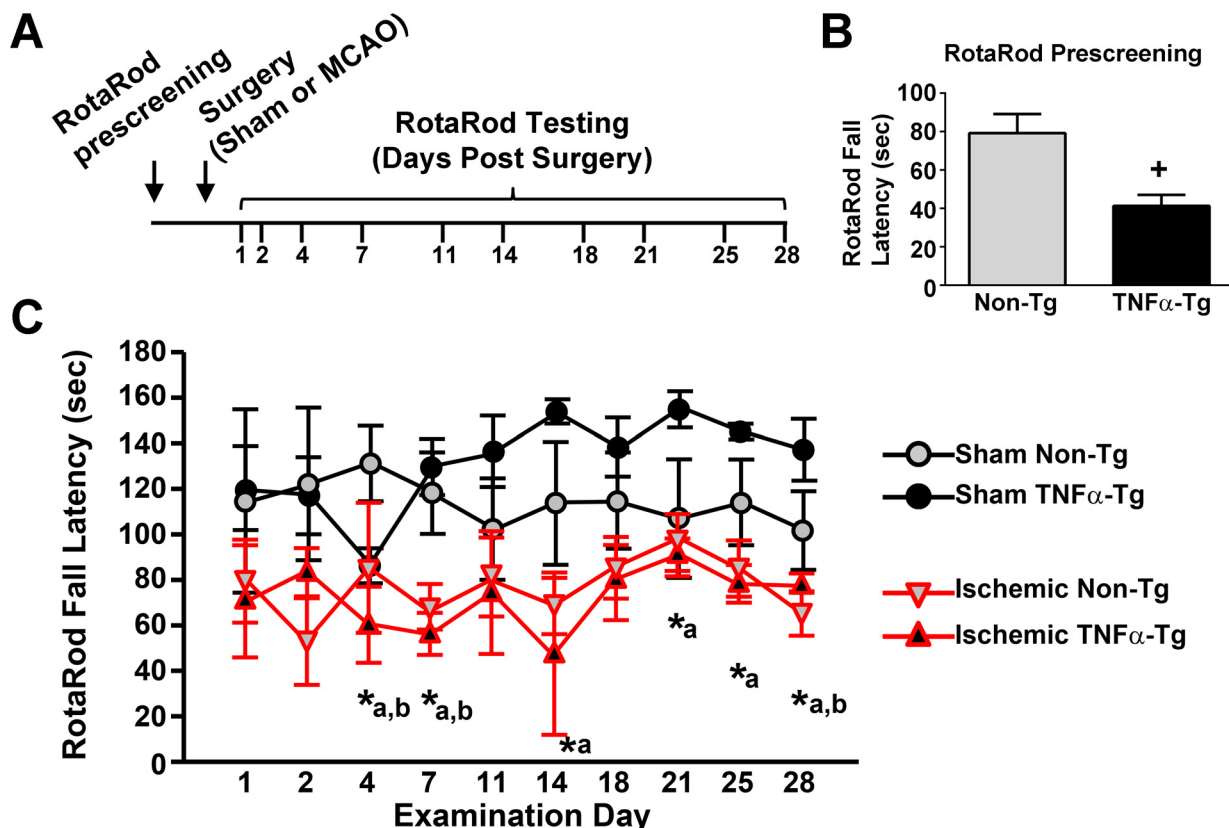 A
RotaRod
prescreening
Surgery
(Sham or MCAO)
RotaRod Testing
(Days Post Surgery)
1 2 4 7 11 14 18 21 25 28
B
RotaRod Prescreening
RotaRod Fall
Latency (sec)
100
80
60
40
20
0
+
Non-Tg TNFα-Tg
C
RotaRod Fall Latency (sec)
180
160
140
120
100
80
60
40
20
0
*a,b
*a,b
*a
*a
*a
*a,b
1 2 4 7 11 14 18 21 25 28
Examination Day
Sham Non-Tg
Sham TNFα-Tg
Ischemic Non-Tg
Ischemic TNFα-Tg